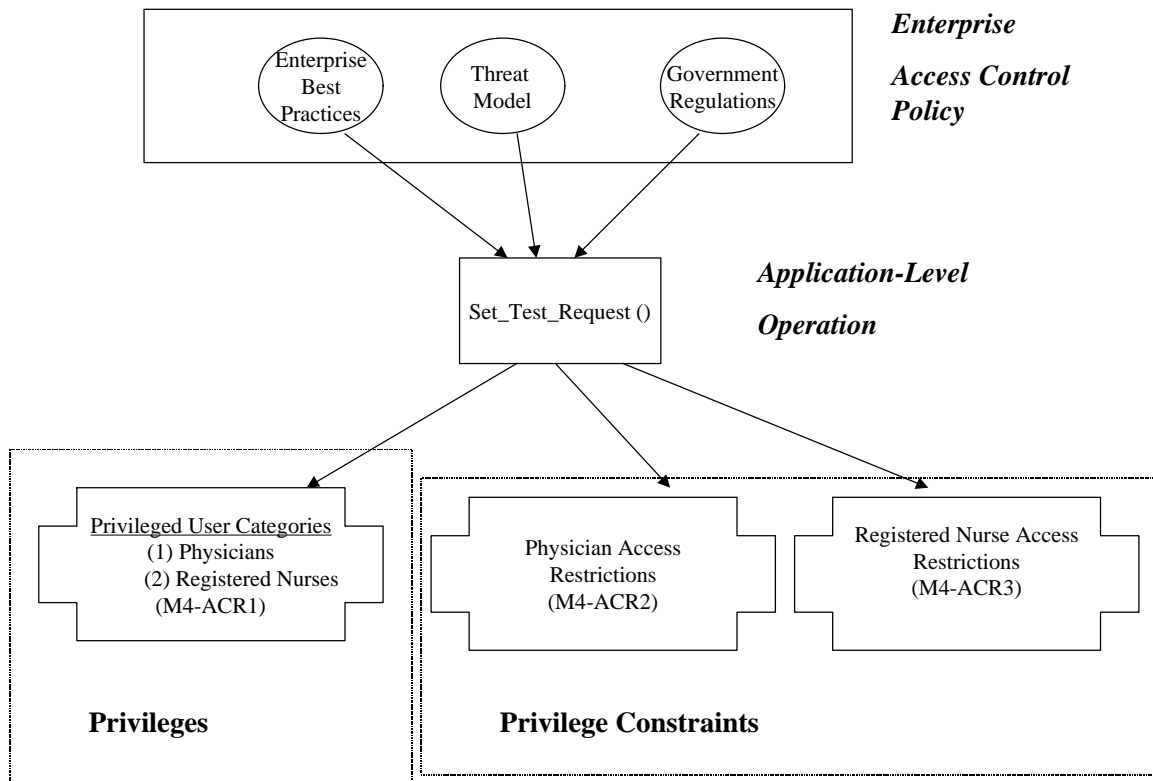 Enterprise
Access Control
Policy
Enterprise
Best
Practices
Threat
Model
Government
Regulations
Set_Test_Request ()
Application-Level
Operation
Privileged User Categories
(1) Physicians
(2) Registered Nurses
(M4-ACR1)
Physician Access
Restrictions
(M4-ACR2)
Registered Nurse Access
Restrictions
(M4-ACR3)
Privileges
Privilege Constraints